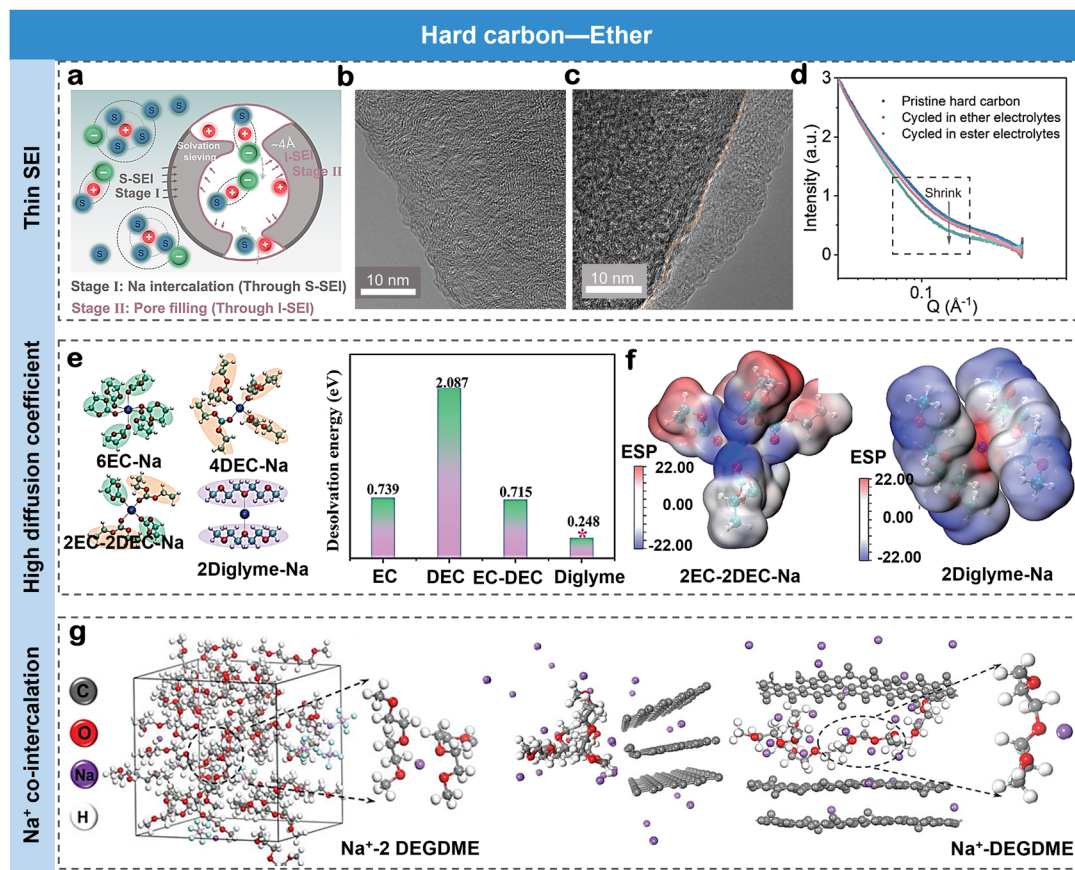 Hard carbon—Ether
Thin SEI
a
S
S
S
S
S
S
S
S
S
S
S
S
S
+
+
+
+
+
+
+
−
−
−
−
−
Solvation
sieving
~4Å
I-SEI
Stage II
S-SEI
Stage I
Stage I: Na intercalation (Through S-SEI)
Stage II: Pore filling (Through I-SEI)
b
10 nm
c
10 nm
d
Intensity (a.u.)
3
2
1
0
Pristine hard carbon
Cycled in ether electrolytes
Cycled in ester electrolytes
Shrink
0.1
Q (Å⁻¹)
High diffusion coefficient
e
6EC-Na
4DEC-Na
2EC-2DEC-Na
2Diglyme-Na
Desolvation energy (eV)
0.739
2.087
0.715
0.248
*
EC
DEC
EC-DEC
Diglyme
f
ESP
22.00
0.00
-22.00
2EC-2DEC-Na
ESP
22.00
0.00
-22.00
2Diglyme-Na
Na⁺ co-intercalation
g
C
O
Na
H
Na⁺-2 DEGDME
Na⁺-DEGDME